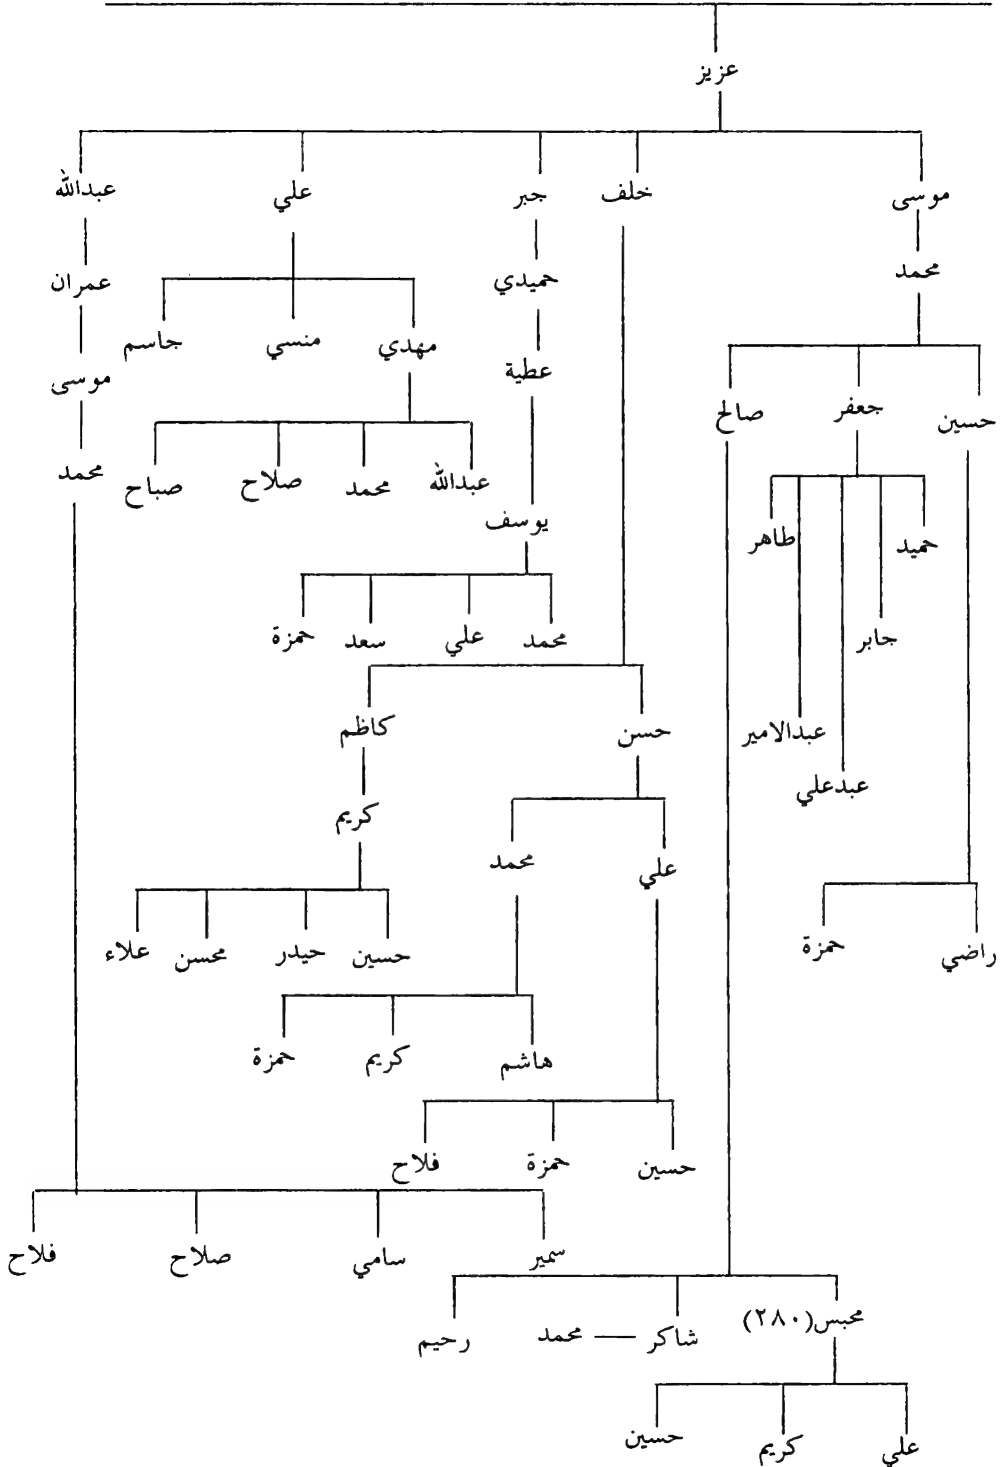 عزيز
موسى خلف جبر علي عبدالله
محمد حميدي عمران
مهدي منسي جاسم
عطية موسى
حسين جعفر صالح
عبدالله محمد صلاح صباح محمد
يوسف
حميد طاهر
جابر
محمد علي سعد حمزة
عبدالامير حسن كاظم
عبدعلي
كريم
علي محمد
راضي حمزة
حسين حيدر محسن علاء
هاشم كريم حمزة
حسين حمزة فلاح
سمير سامي صلاح فلاح
محبس (٢٨٠)
شاكر — محمد رحيم
علي كريم حسين